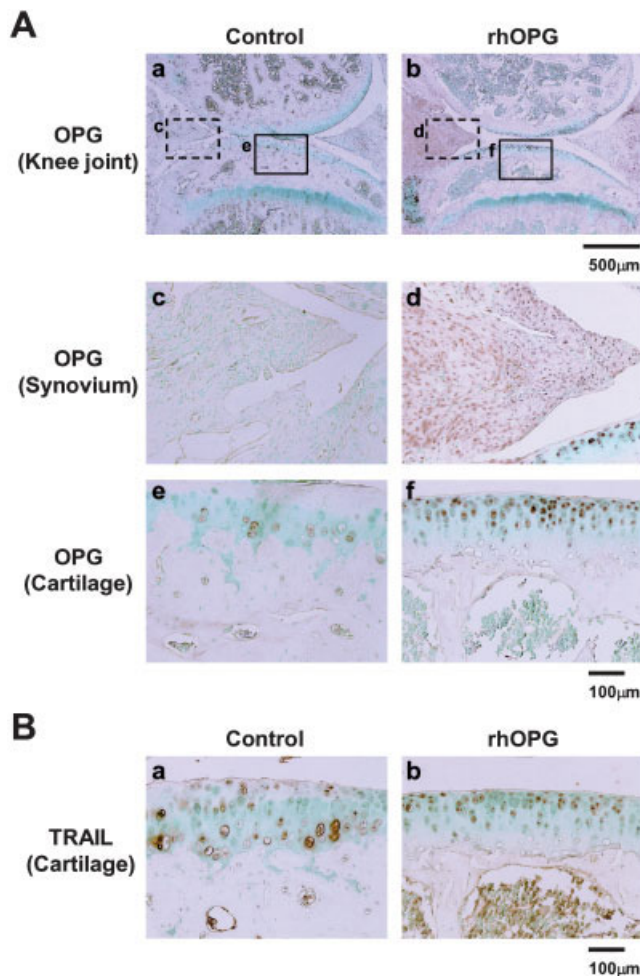 A
Control
rhOPG
a
b
c
d
e
f
OPG
(Knee joint)
500μm
c
d
OPG
(Synovium)
e
f
OPG
(Cartilage)
100μm
B
Control
rhOPG
a
b
TRAIL
(Cartilage)
100μm